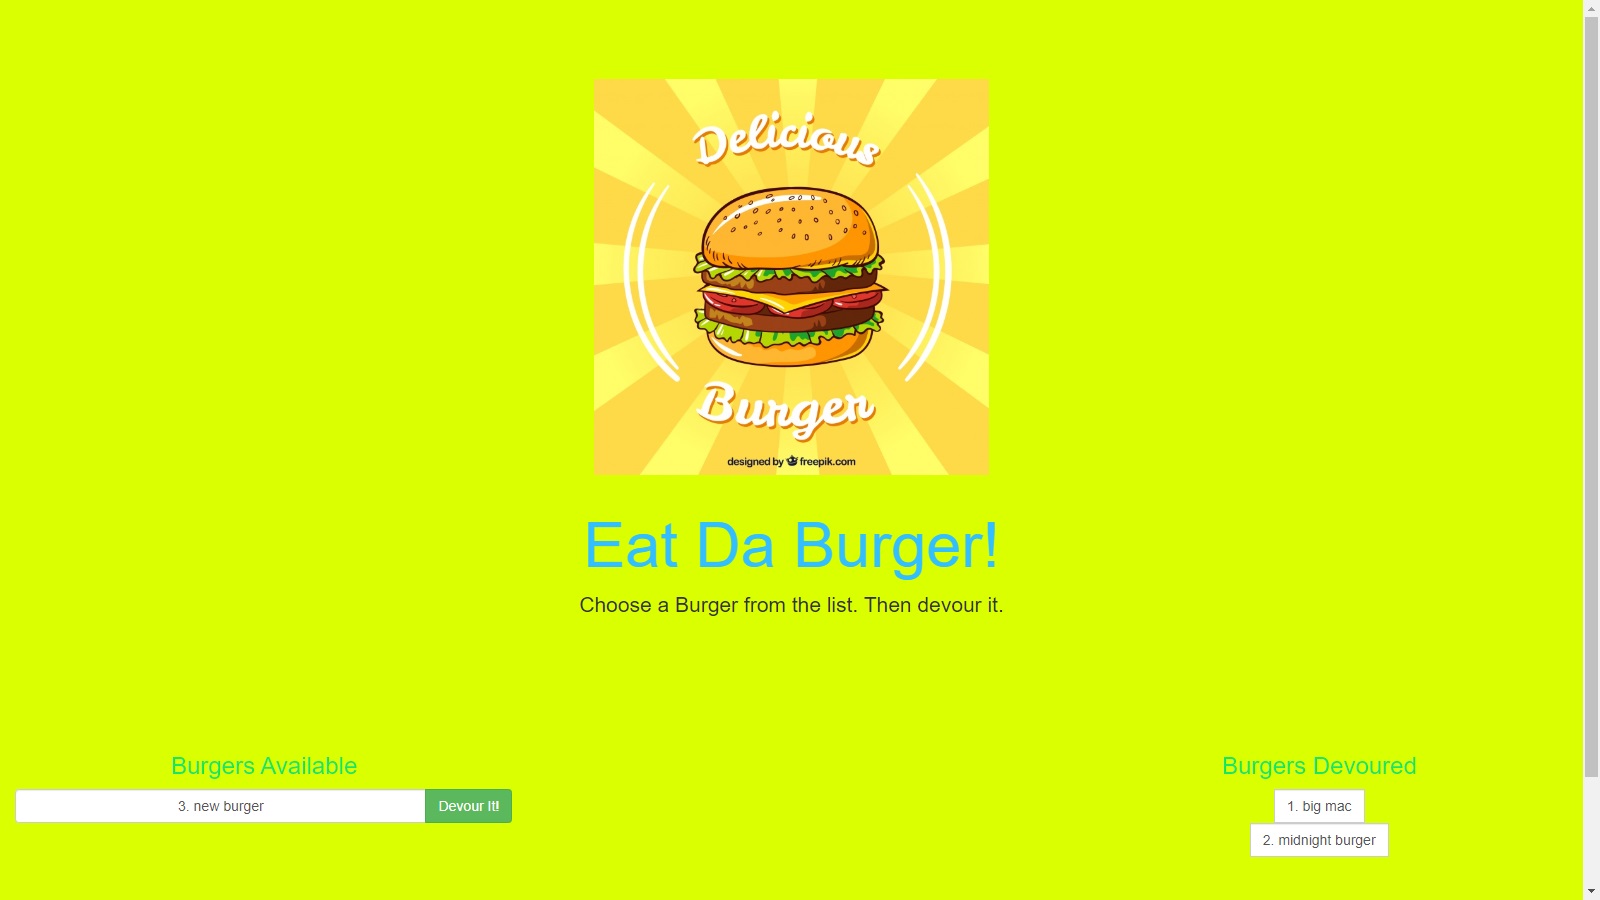 Delicious
Burger
designed by freepik.com
Eat Da Burger!
Choose a Burger from the list. Then devour it.
Burgers Available
3. new burger
Devour It!
Burgers Devoured
1. big mac
2. midnight burger